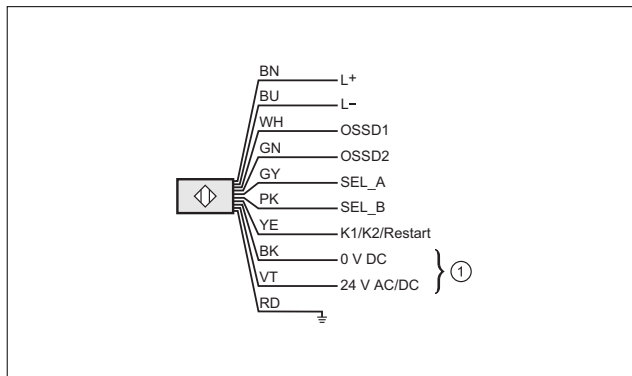 BN L+
BU L−
WH OSSD1
GN OSSD2
GY SEL_A
PK SEL_B
YE K1/K2/Restart
BK 0 V DC
VT 24 V AC/DC
1
RD